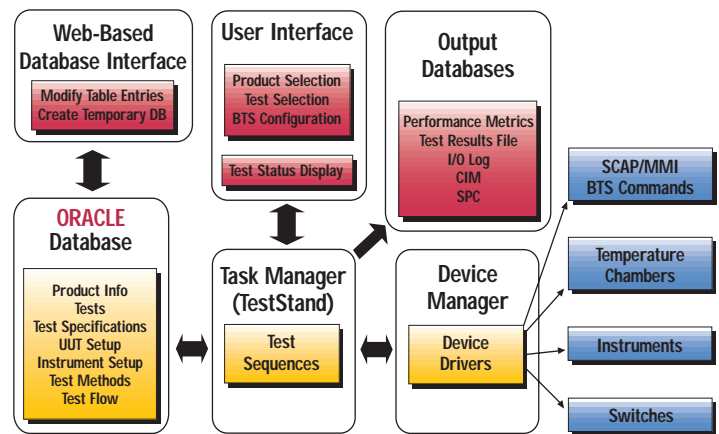 Web-Based
Database Interface
Modify Table Entries
Create Temporary DB
User Interface
Product Selection
Test Selection
BTS Configuration
Test Status Display
Output
Databases
Performance Metrics
Test Results File
I/O Log
CIM
SPC
SCAP/MMI
BTS Commands
Temperature
Chambers
Instruments
Switches
ORACLE
Database
Product Info
Tests
Test Specifications
UUT Setup
Instrument Setup
Test Methods
Test Flow
Task Manager
(TestStand)
Test
Sequences
Device
Manager
Device
Drivers